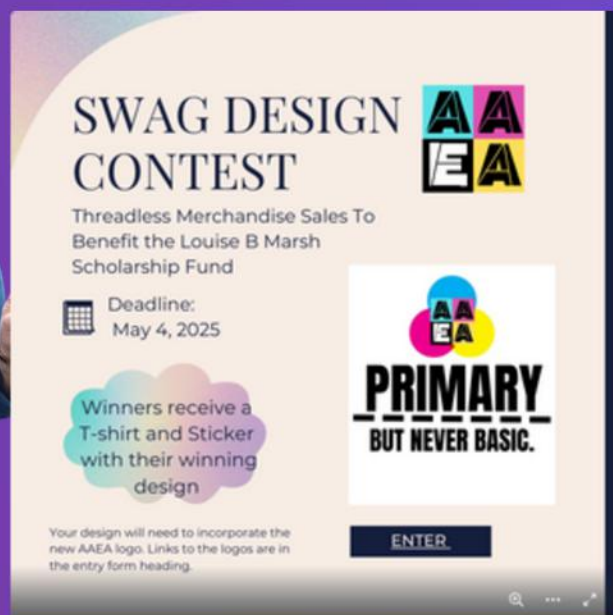 SWAG DESIGN
CONTEST
AA
EA
Threadless Merchandise Sales To
Benefit the Louise B Marsh
Scholarship Fund
Deadline:
May 4, 2025
AA
EA
PRIMARY
BUT NEVER BASIC.
Winners receive a
T-shirt and Sticker
with their winning
design
Your design will need to incorporate the
new AAEA logo. Links to the logos are in
the entry form heading.
ENTER